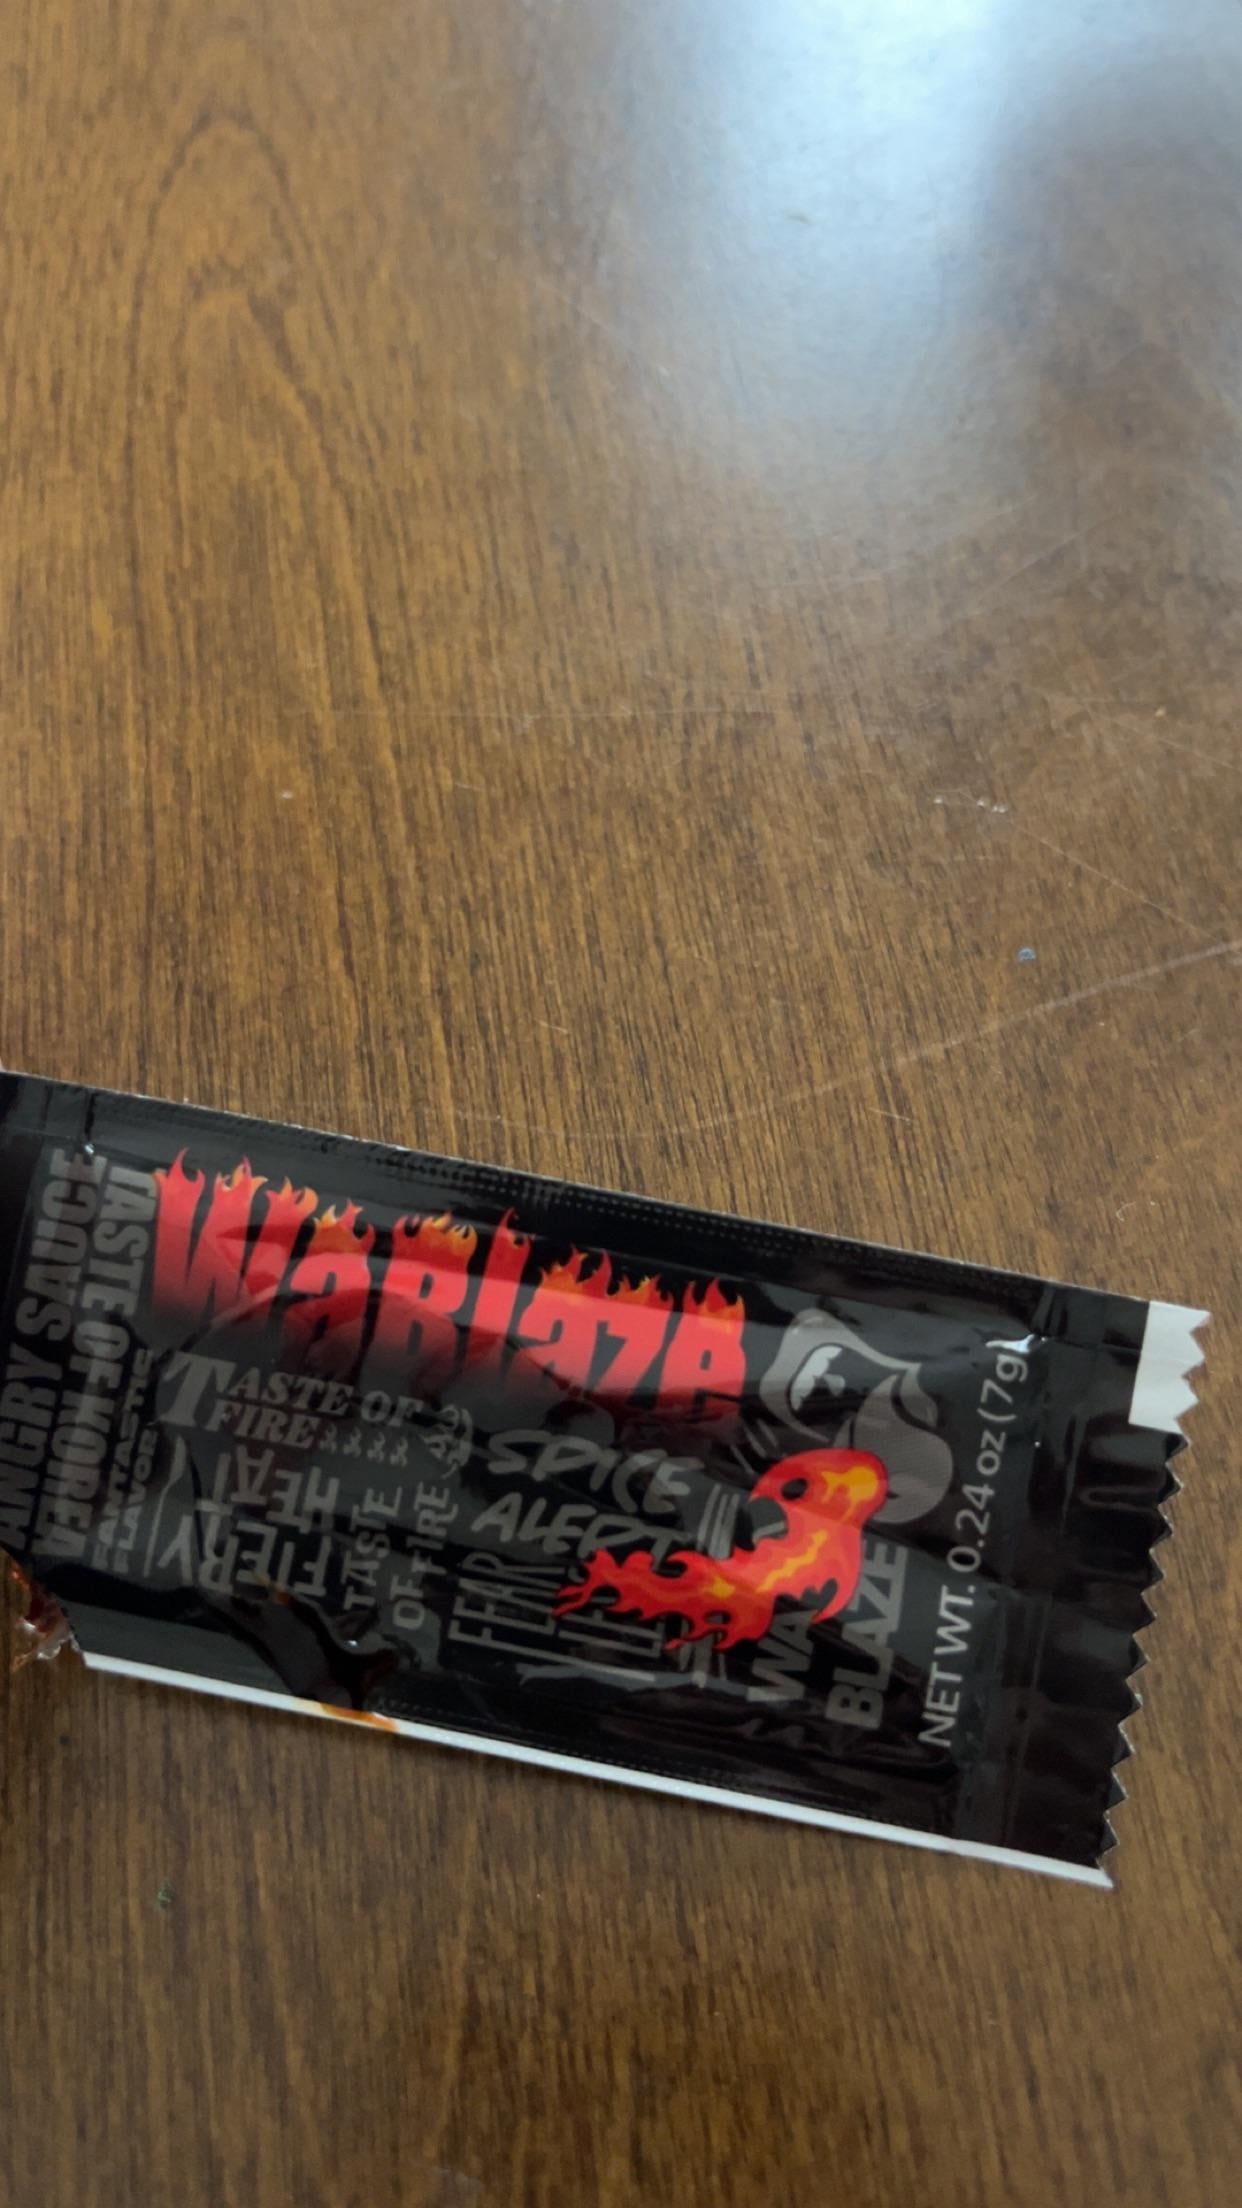 WaBlaze
ANGRY SAUCE
TASTE OF HORREA
FANTASTIC
FLAVOR
TASTE OF
FIRE
FIERY
HEAT
TASTE
OF FIRE
SPICE
ALERT
FEAR
WA
BLAZE
NET WT. 0.24 oz (7g)